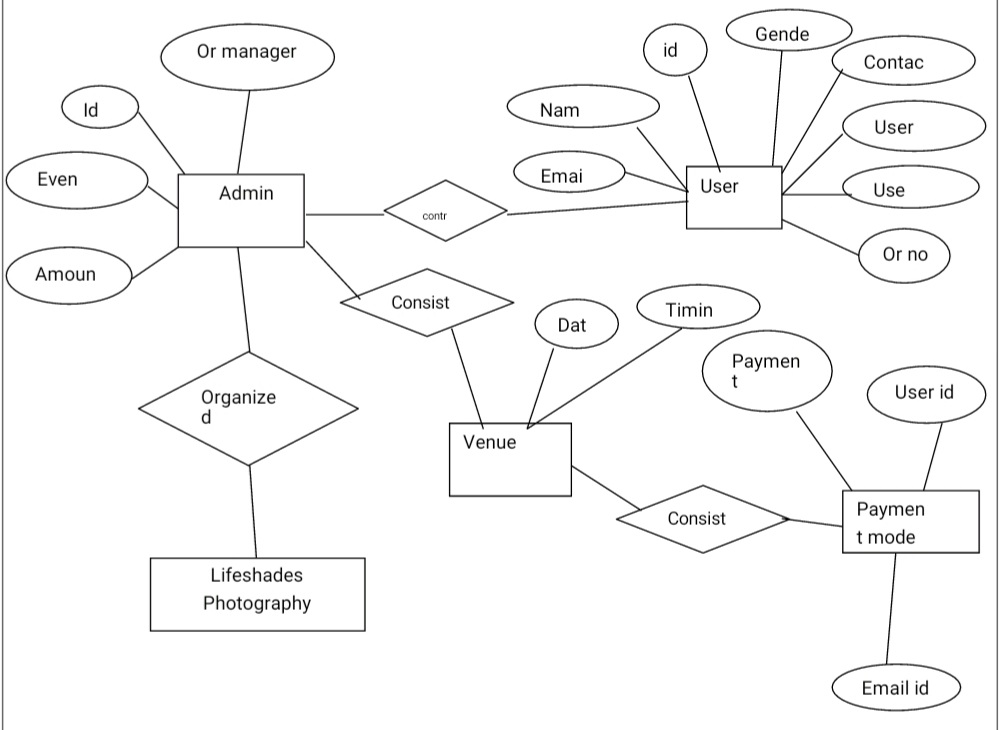 Or manager
id
Gende
Contac
Id
Nam
User
Even
Emai
Admin
User
Use
contr
Or no
Amoun
Consist
Dat
Timin
Paymen
t
User id
Organize
d
Venue
Paymen
t mode
Consist
Lifeshades
Photography
Email id